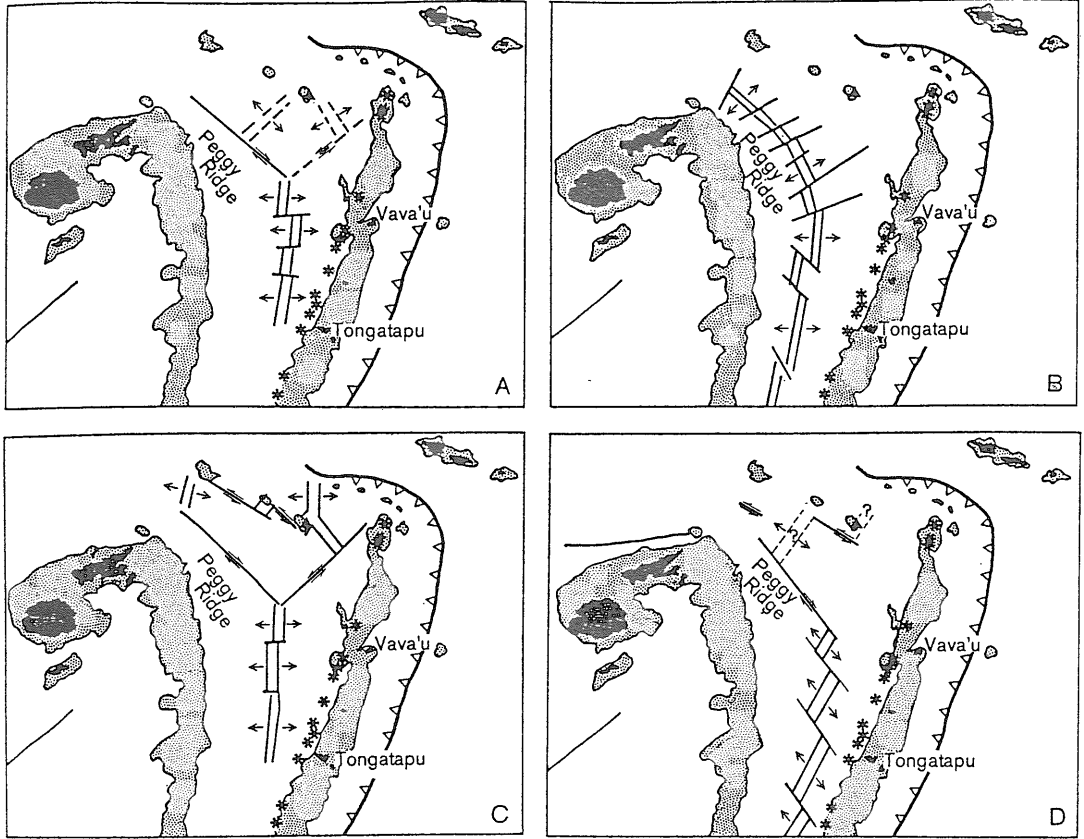 Peggy
Ridge
Vava'u
Tongatapu
A
Peggy
Ridge
Vava'u
Tongatapu
B
Peggy
Ridge
Vava'u
Tongatapu
C
?
?
Peggy
Ridge
Vava'u
Tongatapu
D